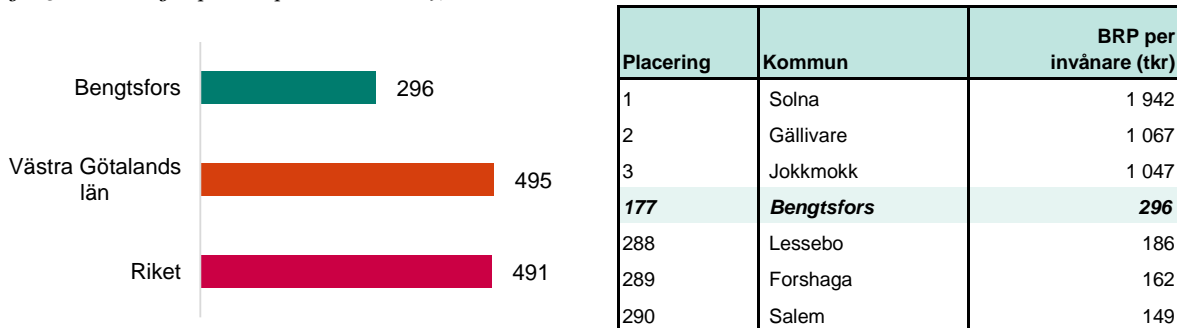 Bengtsfors
296
Västra Götalands
län
495
Riket
491
Placering Kommun BRP per
invånare (tkr)
1 Solna 1 942
2 Gällivare 1 067
3 Jokkmokk 1 047
177 Bengtsfors 296
288 Lessebo 186
289 Forshaga 162
290 Salem 149